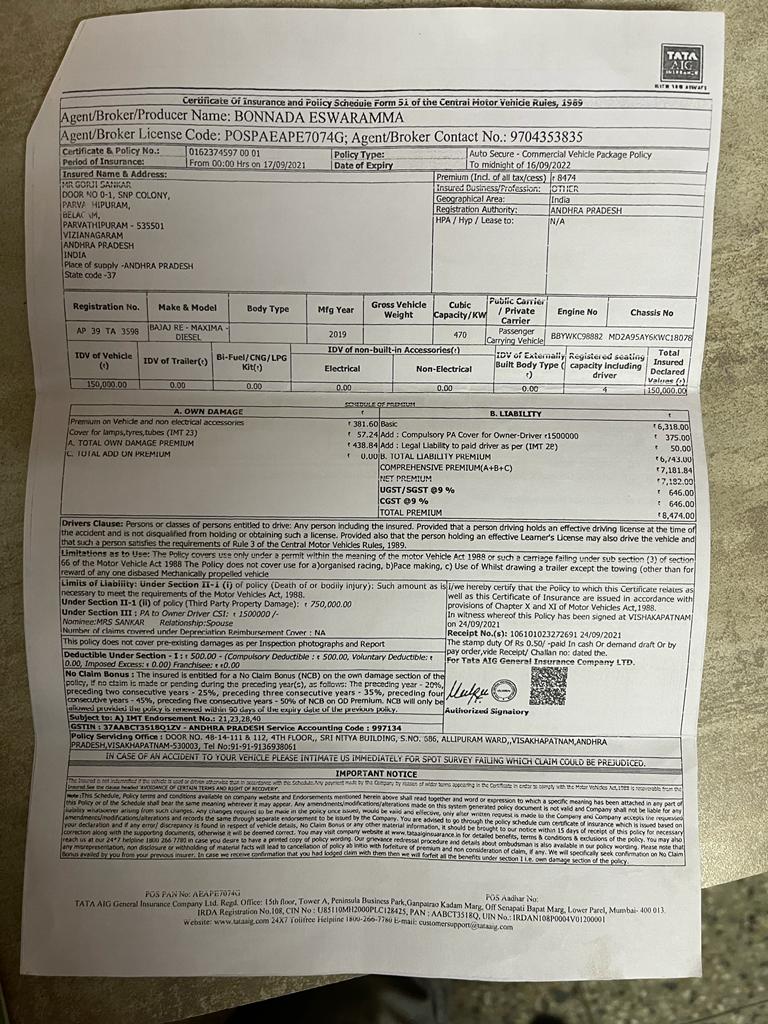 TATA
AIG
INSURANCE
WITH YOU ALWAYS
Certificate Of Insurance and Policy Schedule Form 51 of the Central Motor Vehicle Rules, 1989
Agent/Broker/Producer Name: BONNADA ESWARAMMA
Agent/Broker License Code: POSPAEAPE7074G; Agent/Broker Contact No.: 9704353835
Certificate & Policy No.: 0162374597 00 01 Policy Type: Auto Secure - Commercial Vehicle Package Policy
Period of Insurance: From 00:00 Hrs on 17/09/2021 Date of Expiry To midnight of 16/09/2022
Insured Name & Address:
MR GORJI SANKAR
DOOR NO 0-1, SNP COLONY,
PARVA HIPURAM,
PARVATHIPURAM - 535501
VIZIANAGARAM
ANDHRA PRADESH
INDIA
Place of supply -ANDHRA PRADESH
State code -37
Premium (Incl. of all tax/cess) ₹ 8474
Insured Business/Profession: OTHER
Geographical Area: India
Registration Authority: ANDHRA PRADESH
HPA / Hyp / Lease to: N/A
Registration No. Make & Model Body Type Mfg Year Gross Vehicle Weight Cubic Capacity/KW Public Carrier / Private Carrier Engine No Chassis No
AP 39 TA 3598 BAJAJ RE - MAXIMA - DIESEL 2019 470 Passenger Carrying Vehicle BBYWKC98882 MD2A95AY6KWC18078
IDV of Vehicle (₹) IDV of Trailer(₹) Bi-Fuel/CNG/LPG Kit(₹) IDV of non-built-in Accessories(₹) Electrical Non-Electrical IDV of Externally Built Body Type (₹) Registered seating capacity including driver Total Insured Declared Values (₹)
150,000.00 0.00 0.00 0.00 0.00 0.00 4 150,000.00
SCHEDULE OF PREMIUM
A. OWN DAMAGE ₹
Premium on Vehicle and non electrical accessories ₹ 381.60
Cover for lamps,tyres,tubes (IMT 23) ₹ 57.24
A. TOTAL OWN DAMAGE PREMIUM ₹ 438.84
C. TOTAL ADD ON PREMIUM ₹ 0.00
B. LIABILITY ₹
Basic ₹6,318.00
Add : Compulsory PA Cover for Owner-Driver ₹1500000 ₹ 375.00
Add : Legal Liability to paid driver as per (IMT 28) ₹ 50.00
B. TOTAL LIABILITY PREMIUM ₹6,743.00
COMPREHENSIVE PREMIUM(A+B+C) ₹7,181.84
NET PREMIUM ₹7,182.00
UGST/SGST @9 % ₹ 646.00
CGST @9 % ₹ 646.00
TOTAL PREMIUM ₹8,474.00
Drivers Clause: Persons or classes of persons entitled to drive: Any person including the insured. Provided that a person driving holds an effective driving license at the time of
the accident and is not disqualified from holding or obtaining such a license. Provided also that the person holding an effective Learner's License may also drive the vehicle and
that such a person satisfies the requirements of Rule 3 of the Central Motor Vehicles Rules, 1989.
Limitations as to Use: The Policy covers use only under a permit within the meaning of the motor Vehicle Act 1988 or such a carriage failing under sub section (3) of section
66 of the Motor Vehicle Act 1988 The Policy does not cover use for a)organised racing, b)Pace making, c) Use of Whilst drawing a trailer except the towing (other than for
reward of any one disbaed Mechanically propelled vehicle
Limits of Liability: Under Section II-1 (i) of policy (Death of or bodily injury): Such amount as is
necessary to meet the requirements of the Motor Vehicles Act, 1988.
Under Section II-1 (ii) of policy (Third Party Property Damage): ₹ 750,000.00
Under Section III : PA to Owner Driver CSI: ₹ 1500000 /-
Nominee:MRS SANKAR Relationship:Spouse
Number of claims covered under Depreciation Reimbursement Cover : NA
This policy does not cover pre-existing damages as per Inspection photographs and Report
Deductible Under Section - I : ₹ 500.00 - (Compulsory Deductible : ₹ 500.00, Voluntary Deductible: ₹
0.00, Imposed Excess: ₹ 0.00) Franchisee: ₹ ₹0.00
No Claim Bonus : The insured is entitled for a No Claim Bonus (NCB) on the own damage section of the
policy, if no claim is made or pending during the preceding year(s), as follows: The preceding year - 20%,
preceding two consecutive years - 25%, preceding three consecutive years - 35%, preceding four
consecutive years - 45%, preceding five consecutive years - 50% of NCB on OD Premium. NCB will only be
allowed provided the policy is renewed within 90 days of the expiry date of the previous policy.
I/we hereby certify that the Policy to which this Certificate relates as
well as this Certificate of Insurance are issued in accordance with
provisions of Chapter X and XI of Motor Vehicles Act,1988.
In witness whereof this Policy has been signed at VISHAKAPATNAM
on 24/09/2021
Receipt No.(s): 106101023272691 24/09/2021
The stamp duty of Rs 0.50/ -paid In Cash or Demand draft Or by
pay order,vide Receipt/ Challan no: dated the.
For Tata AIG General Insurance Company LTD.
Authorized Signatory
Subject to: A) IMT Endorsement No.: 21,23,28,40
GSTIN : 37AABCT3518Q1ZV - ANDHRA PRADESH Service Accounting Code : 997134
Policy Servicing Office : DOOR NO. 48-14-111 & 112, 4TH FLOOR,, SRI NITYA BUILDING, S.NO. 586, ALLIPURAM WARD,,VISAKHAPATNAM,ANDHRA
PRADESH,VISAKHAPATNAM-530003, Tel No:91-91-9136938061
IN CASE OF AN ACCIDENT TO YOUR VEHICLE PLEASE INTIMATE US IMMEDIATELY FOR SPOT SURVEY FAILING WHICH CLAIM COULD BE PREJUDICED.
IMPORTANT NOTICE
POS PAN No: AEAPE7074G POS Aadhar No:
TATA AIG General Insurance Company Ltd. Regd. Office: 15th floor, Tower A, Peninsula Business Park,Ganpatrao Kadam Marg, Off Senapati Bapat Marg, Lower Parel, Mumbai- 400 013.
IRDA Registration No.108, CIN No : U85110MH2000PLC128425, PAN : AABCT3518Q, UIN No.:IRDAN108P0004V01200001
Website: www.tataaig.com 24X7 Tollfree Helpline 1800-266-7780 E-mail: customersupport@tataaig.com